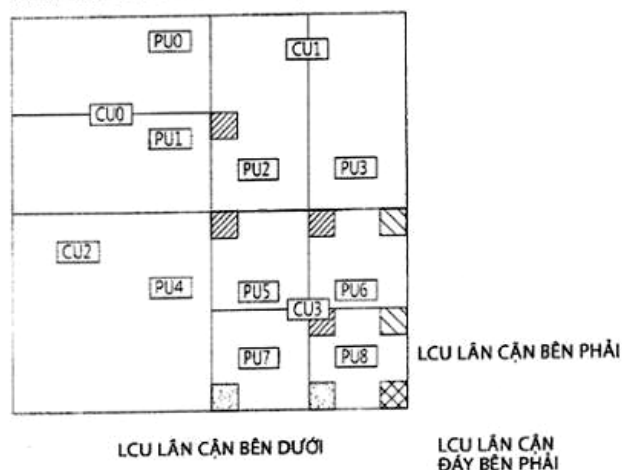 PU0
CU1
CU0
PU1
PU2
PU3
CU2
PU4
PU5
PU6
CU3
PU7
PU8
LCU LÂN CẬN BÊN PHẢI
LCU LÂN CẬN BÊN DƯỚI
LCU LÂN CẬN
ĐÁY BÊN PHẢI